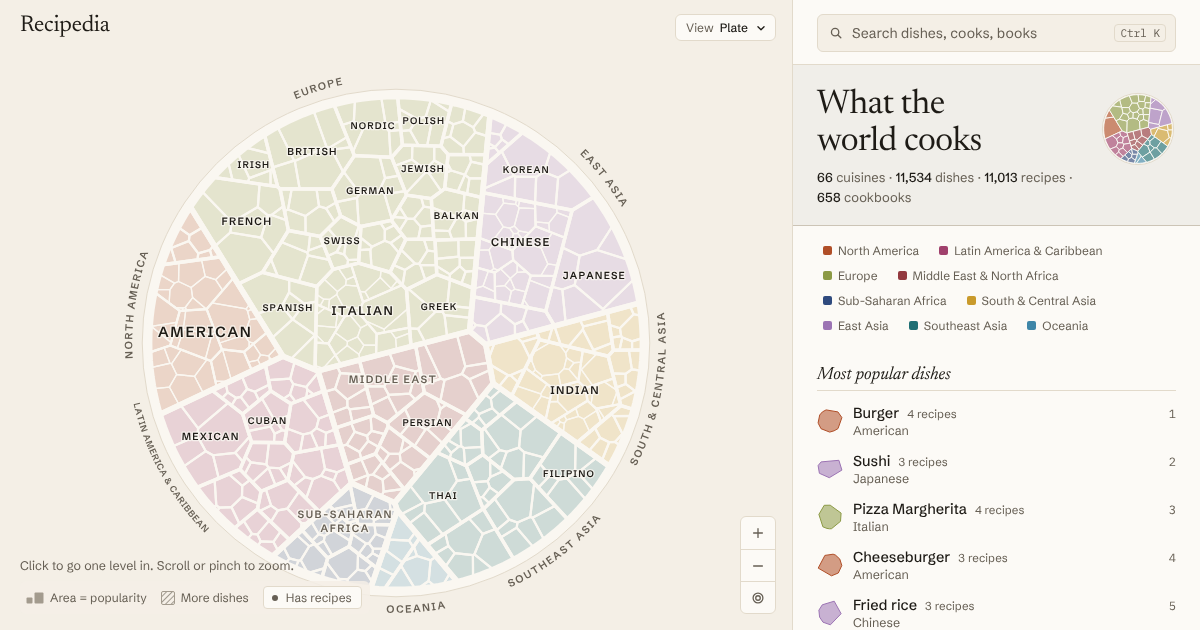 Recipedia
View Plate
EUROPE
EAST ASIA
NORTH AMERICA
SOUTH & CENTRAL ASIA
LATIN AMERICA & CARIBBEAN
SOUTHEAST ASIA
OCEANIA
NORDIC
POLISH
BRITISH
IRISH
JEWISH
KOREAN
GERMAN
FRENCH
BALKAN
SWISS
CHINESE
JAPANESE
SPANISH
ITALIAN
GREEK
AMERICAN
MIDDLE EAST
INDIAN
CUBAN
PERSIAN
MEXICAN
FILIPINO
THAI
SUB-SAHARAN
AFRICA
Click to go one level in. Scroll or pinch to zoom.
Area = popularity
More dishes
Has recipes
Search dishes, cooks, books
Ctrl K
What the
world cooks
66 cuisines · 11,534 dishes · 11,013 recipes ·
658 cookbooks
North America
Latin America & Caribbean
Europe
Middle East & North Africa
Sub-Saharan Africa
South & Central Asia
East Asia
Southeast Asia
Oceania
Most popular dishes
Burger 4 recipes 1
American
Sushi 3 recipes 2
Japanese
Pizza Margherita 4 recipes 3
Italian
Cheeseburger 3 recipes 4
American
Fried rice 3 recipes 5
Chinese